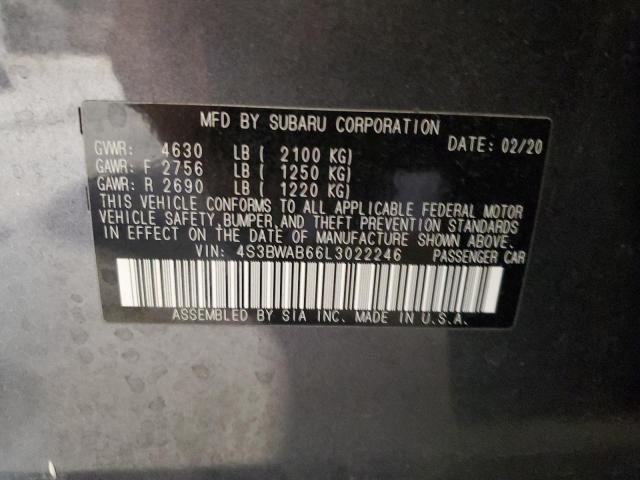 MFD BY SUBARU CORPORATION
DATE: 02/20
GVWR: 4630 LB ( 2100 KG)
GAWR: F 2756 LB ( 1250 KG)
GAWR: R 2690 LB ( 1220 KG)
THIS VEHICLE CONFORMS TO ALL APPLICABLE FEDERAL MOTOR
VEHICLE SAFETY, BUMPER, AND THEFT PREVENTION STANDARDS
IN EFFECT ON THE DATE OF MANUFACTURE SHOWN ABOVE.
VIN: 4S3BWAB66L3022246 PASSENGER CAR
ASSEMBLED BY SIA INC. MADE IN U.S.A.